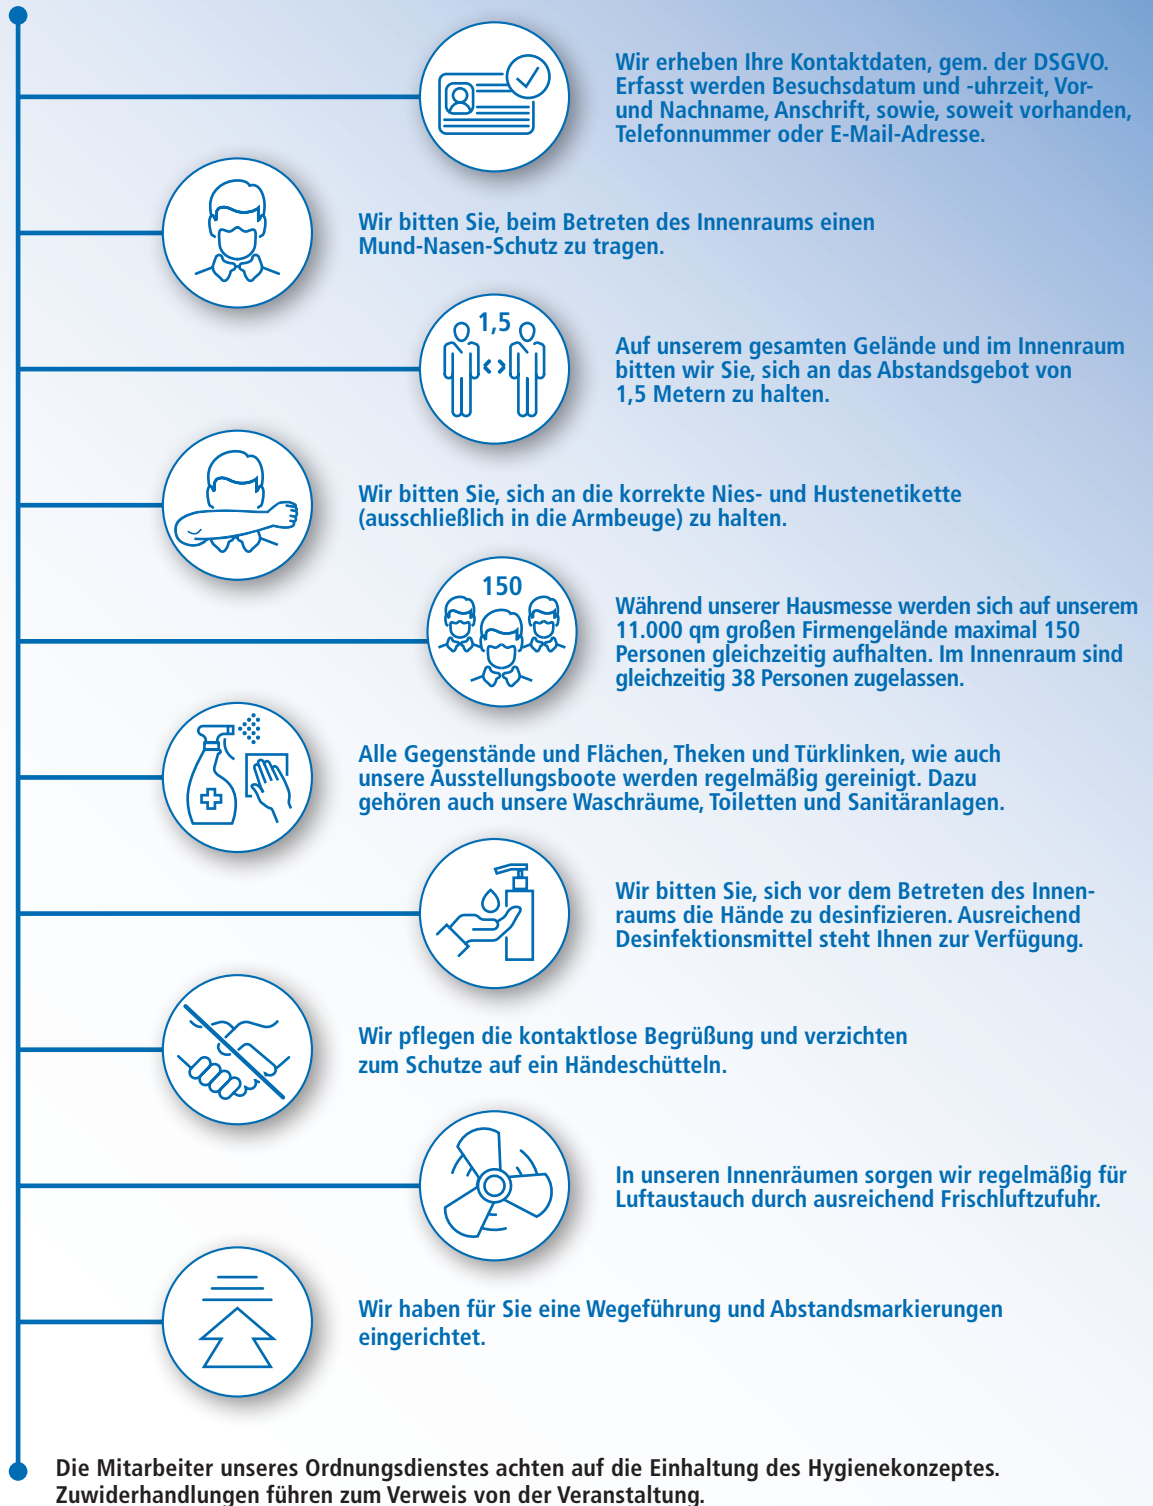 Wir erheben Ihre Kontaktdaten, gem. der DSGVO.
Erfasst werden Besuchsdatum und -uhrzeit, Vor-
und Nachname, Anschrift, sowie, soweit vorhanden,
Telefonnummer oder E-Mail-Adresse.
Wir bitten Sie, beim Betreten des Innenraums einen
Mund-Nasen-Schutz zu tragen.
1,5
Auf unserem gesamten Gelände und im Innenraum
bitten wir Sie, sich an das Abstandsgebot von
1,5 Metern zu halten.
Wir bitten Sie, sich an die korrekte Nies- und Hustenetikette
(ausschließlich in die Armbeuge) zu halten.
150
Während unserer Hausmesse werden sich auf unserem
11.000 qm großen Firmengelände maximal 150
Personen gleichzeitig aufhalten. Im Innenraum sind
gleichzeitig 38 Personen zugelassen.
Alle Gegenstände und Flächen, Theken und Türklinken, wie auch
unsere Ausstellungsboote werden regelmäßig gereinigt. Dazu
gehören auch unsere Waschräume, Toiletten und Sanitäranlagen.
Wir bitten Sie, sich vor dem Betreten des Innen-
raums die Hände zu desinfizieren. Ausreichend
Desinfektionsmittel steht Ihnen zur Verfügung.
Wir pflegen die kontaktlose Begrüßung und verzichten
zum Schutze auf ein Händeschütteln.
In unseren Innenräumen sorgen wir regelmäßig für
Luftaustauch durch ausreichend Frischluftzufuhr.
Wir haben für Sie eine Wegeführung und Abstandsmarkierungen
eingerichtet.
Die Mitarbeiter unseres Ordnungsdienstes achten auf die Einhaltung des Hygienekonzeptes.
Zuwiderhandlungen führen zum Verweis von der Veranstaltung.